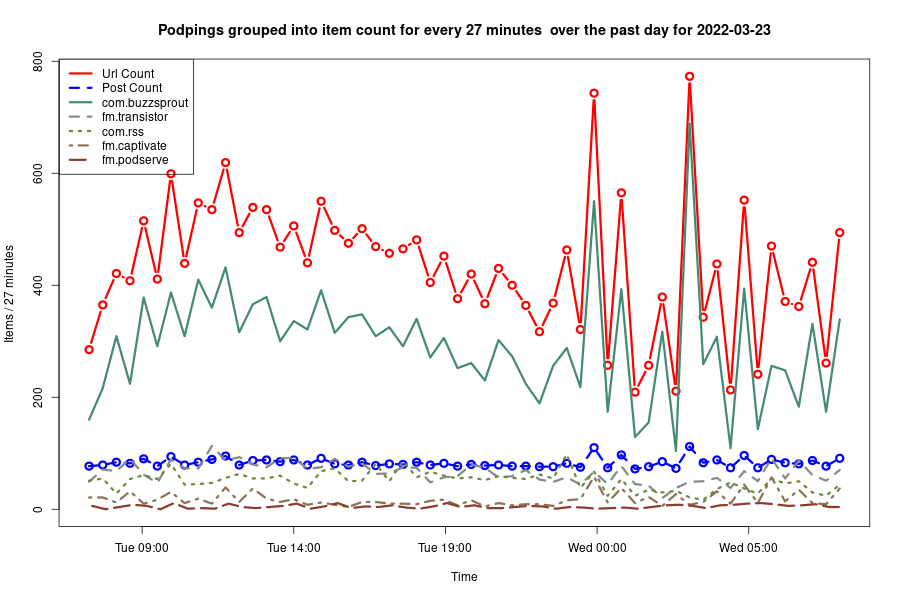 Podpings grouped into item count for every 27 minutes  over the past day for 2022-03-23
Url Count
Post Count
com.buzzsprout
fm.transistor
com.rss
fm.captivate
fm.podserve
Items / 27 minutes
800
600
400
200
0
Tue 09:00
Tue 14:00
Tue 19:00
Wed 00:00
Wed 05:00
Time